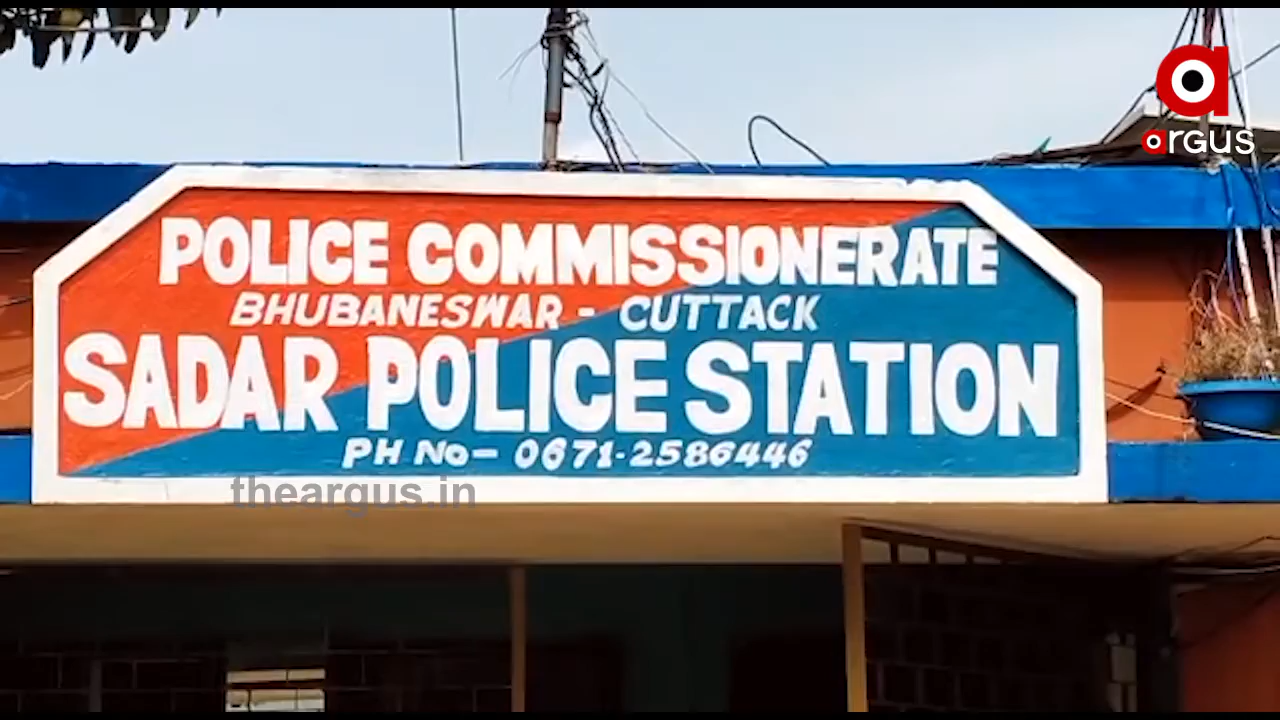 argus
POLICE COMMISSIONERATE
BHUBANESWAR - CUTTACK
SADAR POLICE STATION
PH No- 0671-2586446
theargus.in